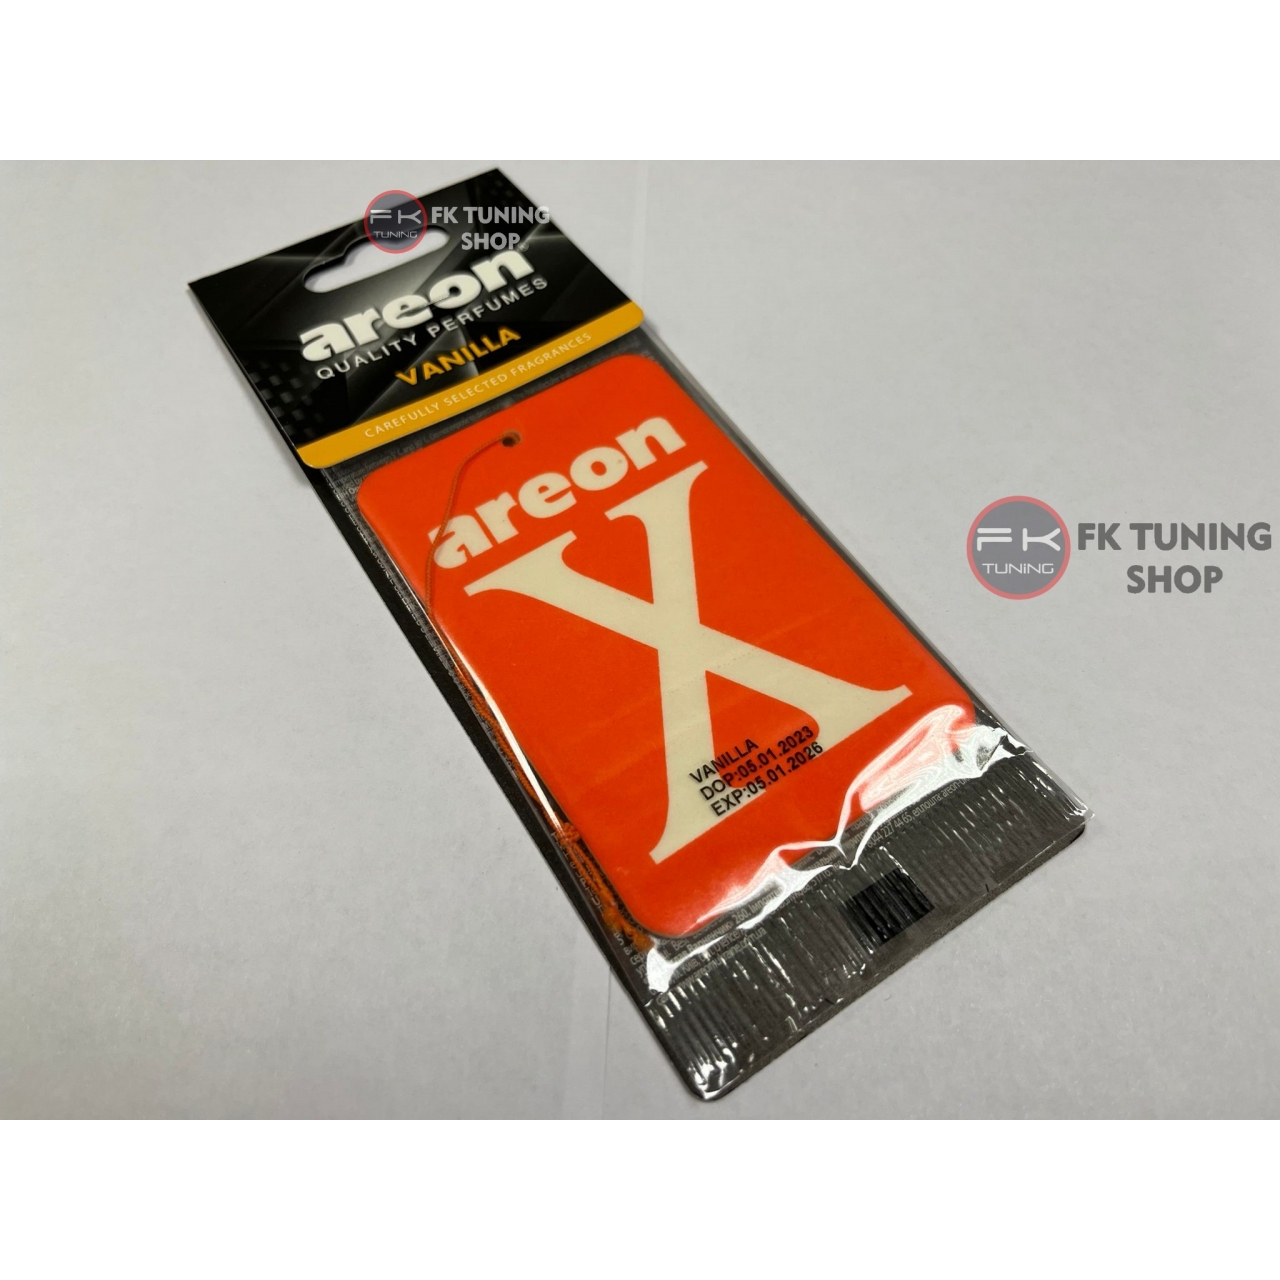 FK
TUNING
FK TUNING
SHOP
areon®
QUALITY PERFUMES
VANILLA
CAREFULLY SELECTED FRAGRANCES
areon
X
VANILLA
DOP:05.01.2023
EXP:05.01.2026
FK
TUNING
FK TUNING
SHOP